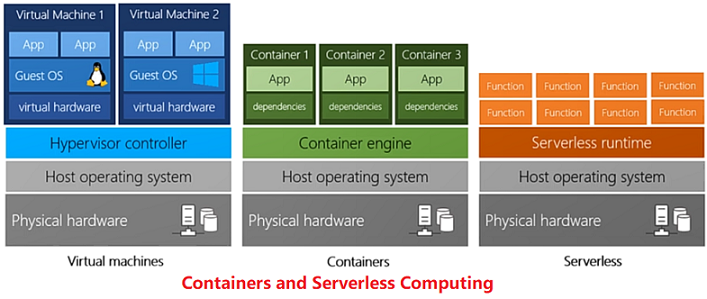 Virtual Machine 1
App
App
Guest OS
virtual hardware
Virtual Machine 2
App
App
Guest OS
virtual hardware
Hypervisor controller
Host operating system
Physical hardware
Virtual machines
Container 1
App
dependencies
Container 2
App
dependencies
Container 3
App
dependencies
Container engine
Host operating system
Physical hardware
Containers
Function
Function
Function
Function
Function
Function
Function
Function
Serverless runtime
Host operating system
Physical hardware
Serverless
Containers and Serverless Computing